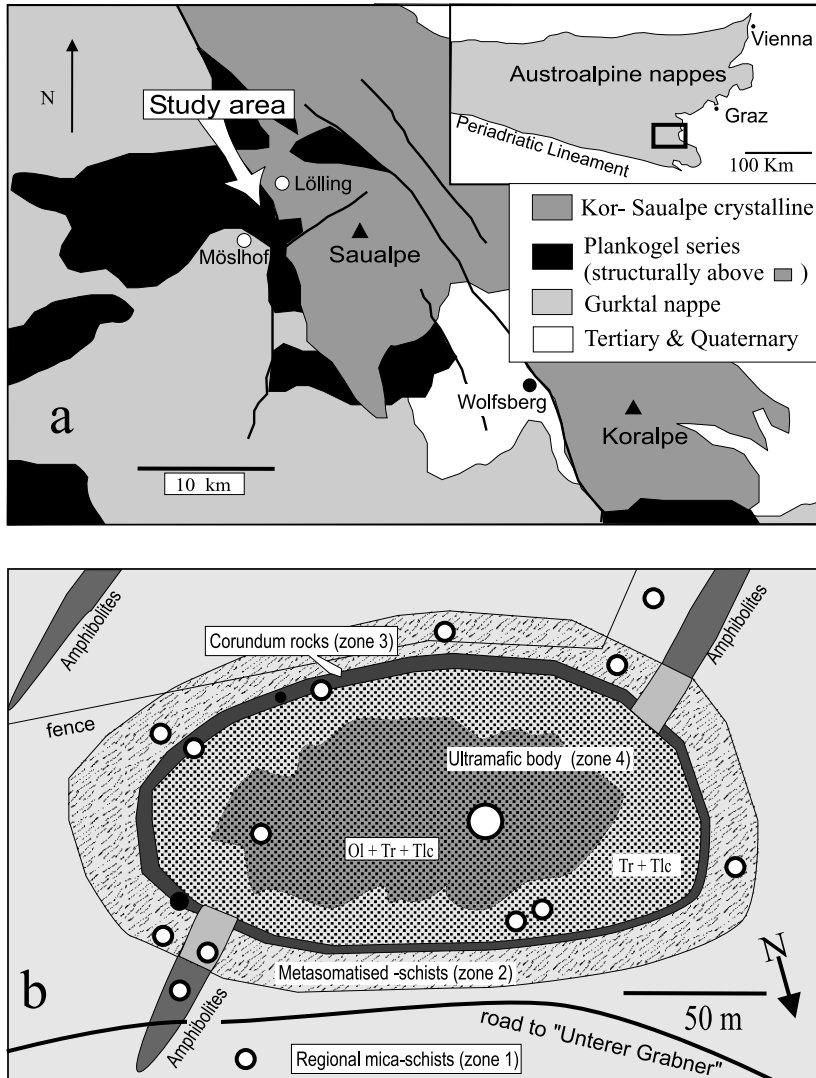 Vienna
Austroalpine nappes
Graz
Periadriatic Lineament
100 Km
N
Study area
Lölling
Möslhof
Saualpe
Kor- Saualpe crystalline
Plankogel series
(structurally above )
Gurktal nappe
Tertiary & Quaternary
Wolfsberg
Koralpe
a
10 km
Amphibolites
Amphibolites
Corundum rocks (zone 3)
fence
Ultramafic body (zone 4)
Ol + Tr + Tlc
Tr + Tlc
Metasomatised -schists (zone 2)
N
b
50 m
Amphibolites
road to "Unterer Grabner"
Regional mica-schists (zone 1)